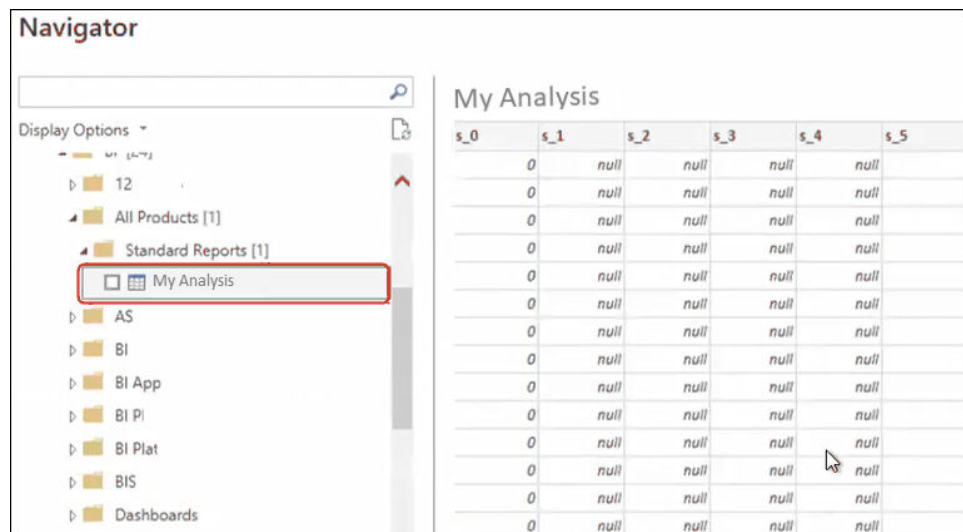 Navigator
Display Options
12
All Products [1]
Standard Reports [1]
My Analysis
AS
BI
BI App
BI Pl
BI Plat
BIS
Dashboards
My Analysis
s_0 s_1 s_2 s_3 s_4 s_5
0 null null null null
0 null null null null
0 null null null null
0 null null null null
0 null null null null
0 null null null null
0 null null null null
0 null null null null
0 null null null null
0 null null null null
0 null null null null
0 null null null null
0 null null null null
0 null null null null